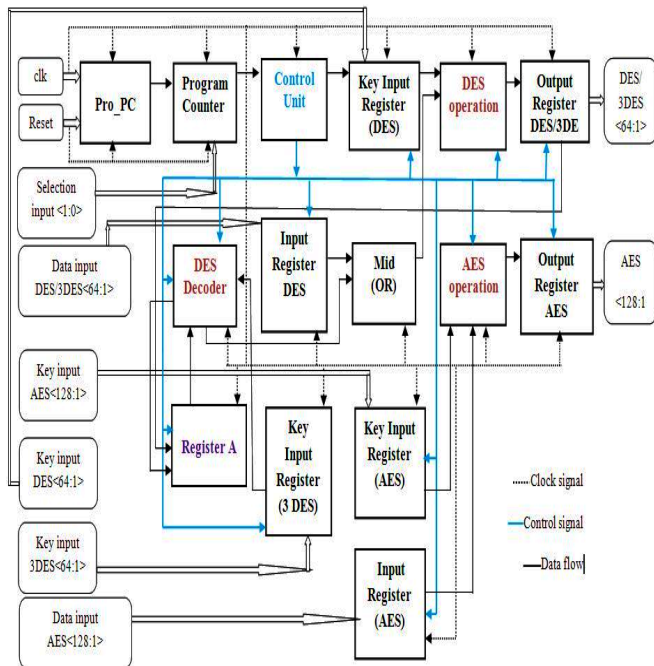 clk
Reset
Pro_PC
Program
Counter
Control
Unit
Key Input
Register
(DES)
DES
operation
Output
Register
DES/3DE
DES/
3DES
<64:1>
Selection
input <1:0>
Data input
DES/3DES<64:1>
DES
Decoder
Input
Register
DES
Mid
(OR)
AES
operation
Output
Register
AES
AES
<128:1
Key input
AES<128:1>
Register A
Key
Input
Register
(3 DES)
Key Input
Register
(AES)
Key
input
DES<64:1>
Key input
3DES<64:1>
Data input
AES<128:1>
Input
Register
(AES)
Clock signal
Control signal
Data flow